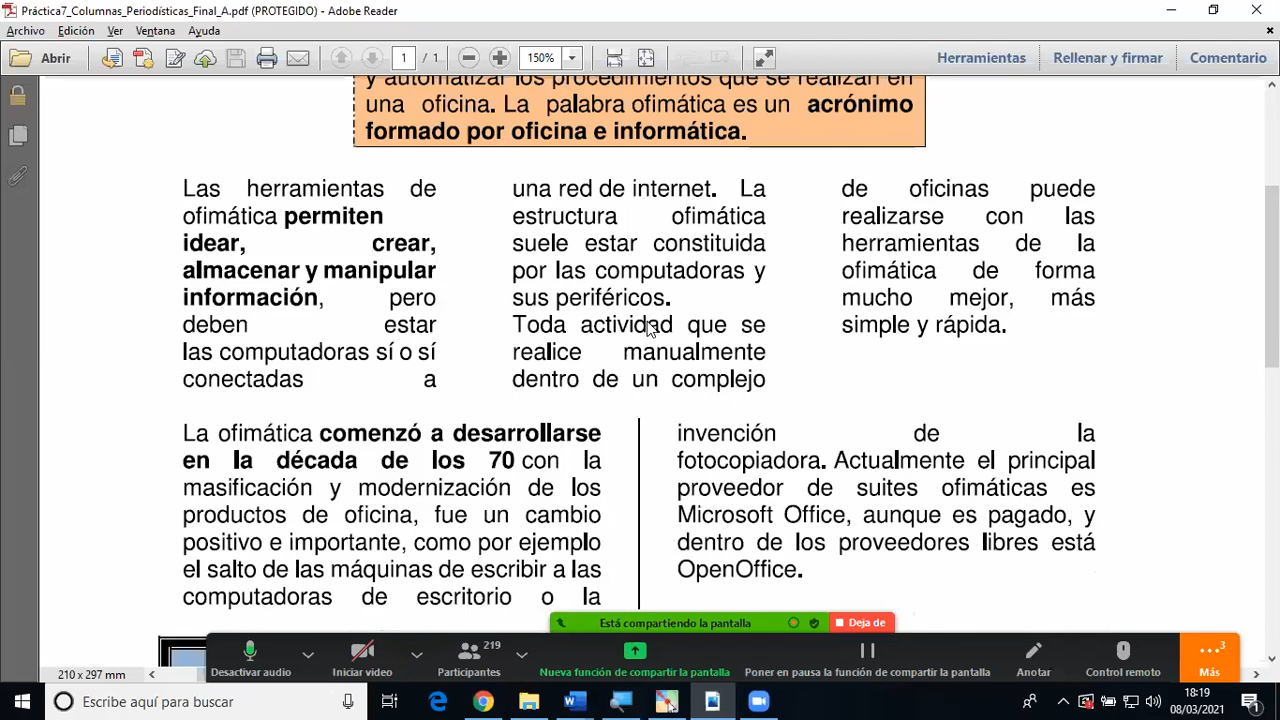 Práctica7_Columnas_Periodísticas_Final_A.pdf (PROTEGIDO) - Adobe Reader
Archivo Edición Ver Ventana Ayuda
Abrir 1 / 1 150% Herramientas Rellenar y firmar Comentario
y automatizar los procedimientos que se realizan en
una oficina. La palabra ofimática es un acrónimo
formado por oficina e informática.
Las herramientas de
ofimática permiten
idear, crear,
almacenar y manipular
información, pero
deben estar
las computadoras sí o sí
conectadas a
una red de internet. La
estructura ofimática
suele estar constituida
por las computadoras y
sus periféricos.
Toda actividad que se
realice manualmente
dentro de un complejo
de oficinas puede
realizarse con las
herramientas de la
ofimática de forma
mucho mejor, más
simple y rápida.
La ofimática comenzó a desarrollarse
en la década de los 70 con la
masificación y modernización de los
productos de oficina, fue un cambio
positivo e importante, como por ejemplo
el salto de las máquinas de escribir a las
computadoras de escritorio o la
invención de la
fotocopiadora. Actualmente el principal
proveedor de suites ofimáticas es
Microsoft Office, aunque es pagado, y
dentro de los proveedores libres está
OpenOffice.
Está compartiendo la pantalla Deja de
219 3
Desactivar audio Iniciar video Participantes Nueva función de compartir la pantalla Poner en pausa la función de compartir Anotar Control remoto Más
210 x 297 mm
Escribe aquí para buscar
18:19
08/03/2021
1